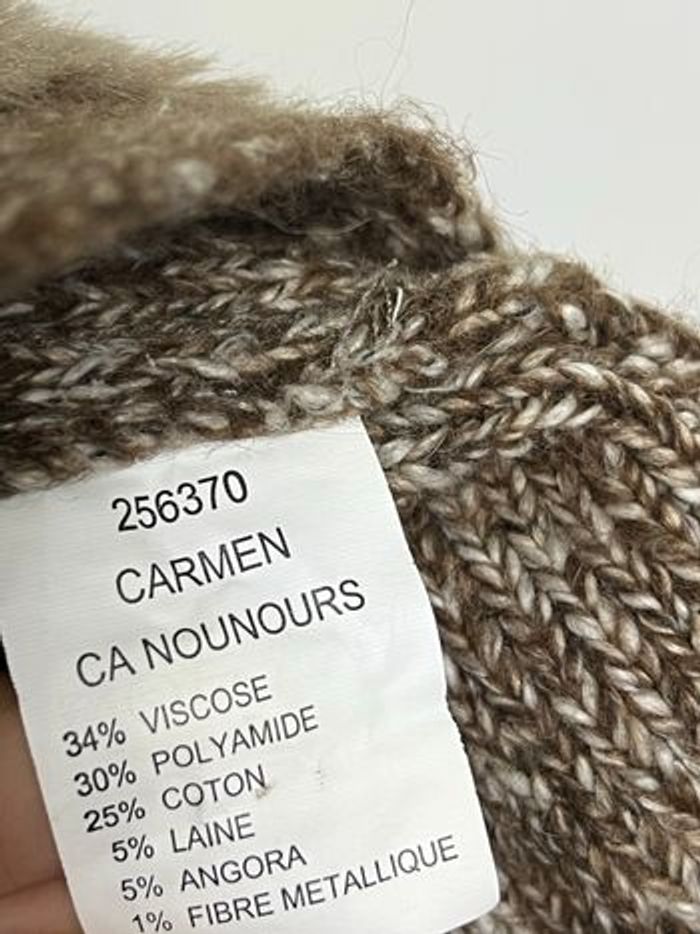 256370
CARMEN
CA NOUNOURS
34% VISCOSE
30% POLYAMIDE
25% COTON
5% LAINE
5% ANGORA
1% FIBRE METALLIQUE